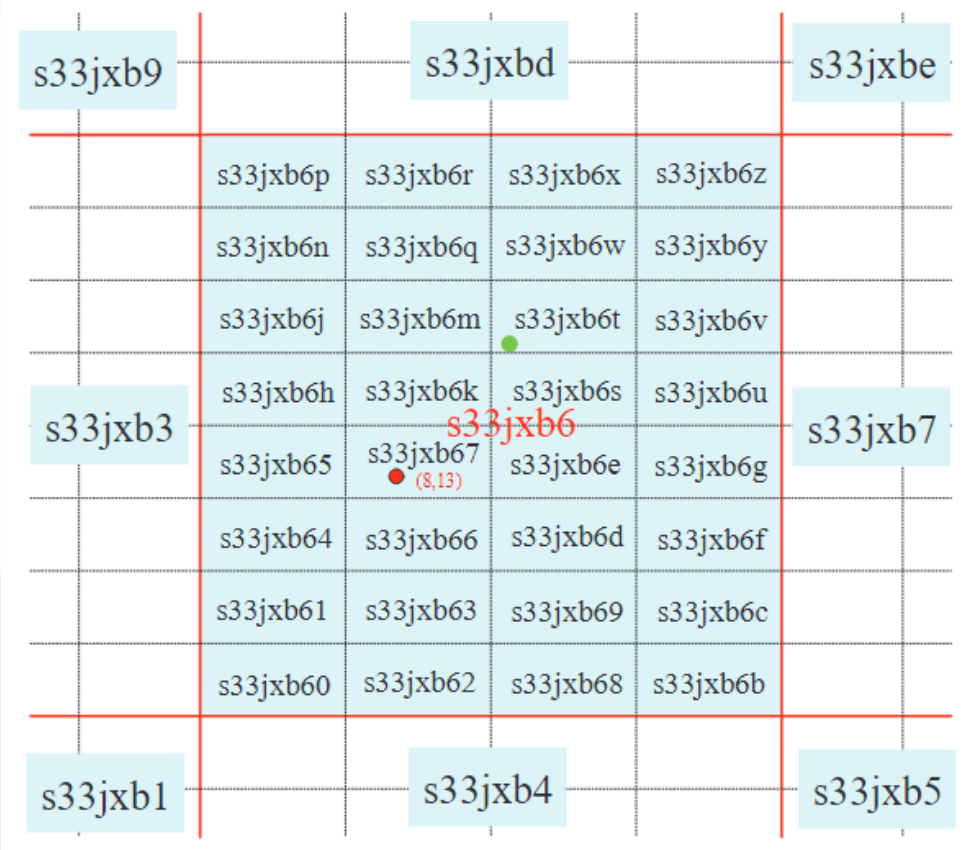 s33jxb9 s33jxbd s33jxbe
s33jxb6p s33jxb6r s33jxb6x s33jxb6z
s33jxb6n s33jxb6q s33jxb6w s33jxb6y
s33jxb6j s33jxb6m s33jxb6t s33jxb6v
s33jxb6h s33jxb6k s33jxb6s s33jxb6u
s33jxb3 s33jxb6 s33jxb7
s33jxb65 s33jxb67 s33jxb6e s33jxb6g
(8,13)
s33jxb64 s33jxb66 s33jxb6d s33jxb6f
s33jxb61 s33jxb63 s33jxb69 s33jxb6c
s33jxb60 s33jxb62 s33jxb68 s33jxb6b
s33jxb1 s33jxb4 s33jxb5